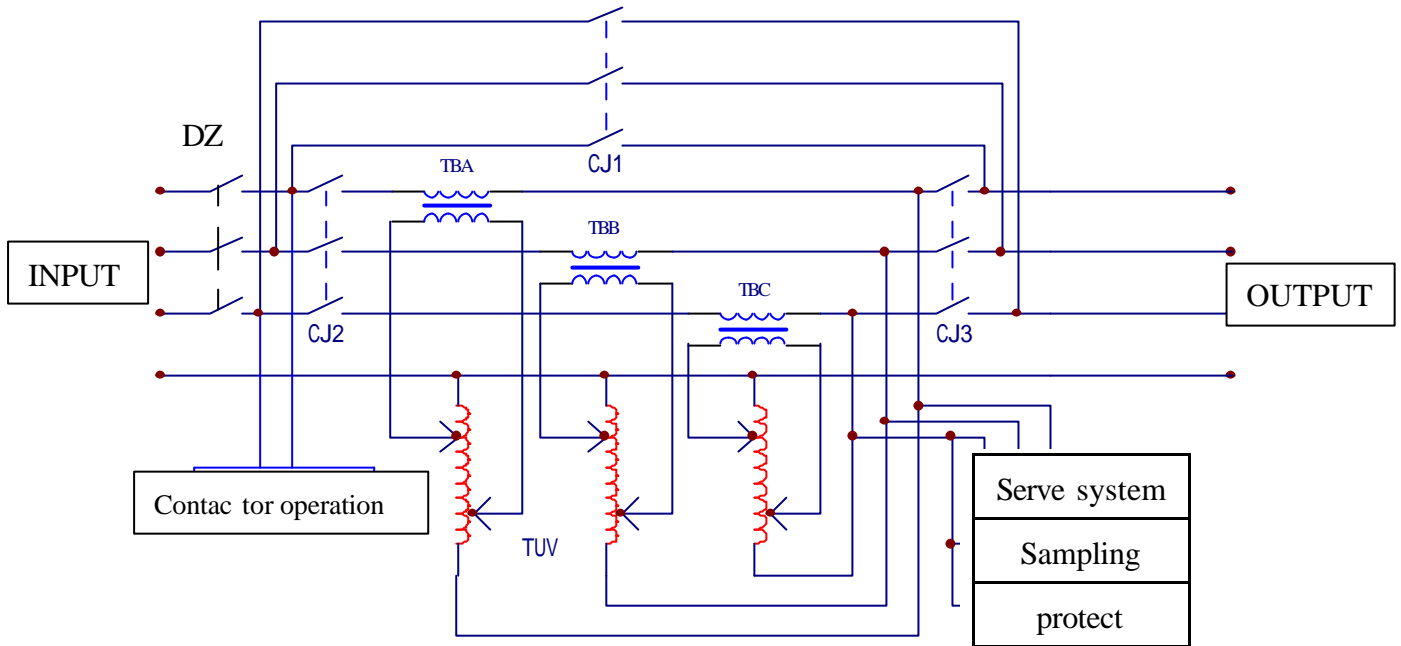 DZ
TBA
CJ1
TBB
INPUT
TBC
OUTPUT
CJ2
CJ3
Contac tor operation
TUV
Serve system
Sampling
protect